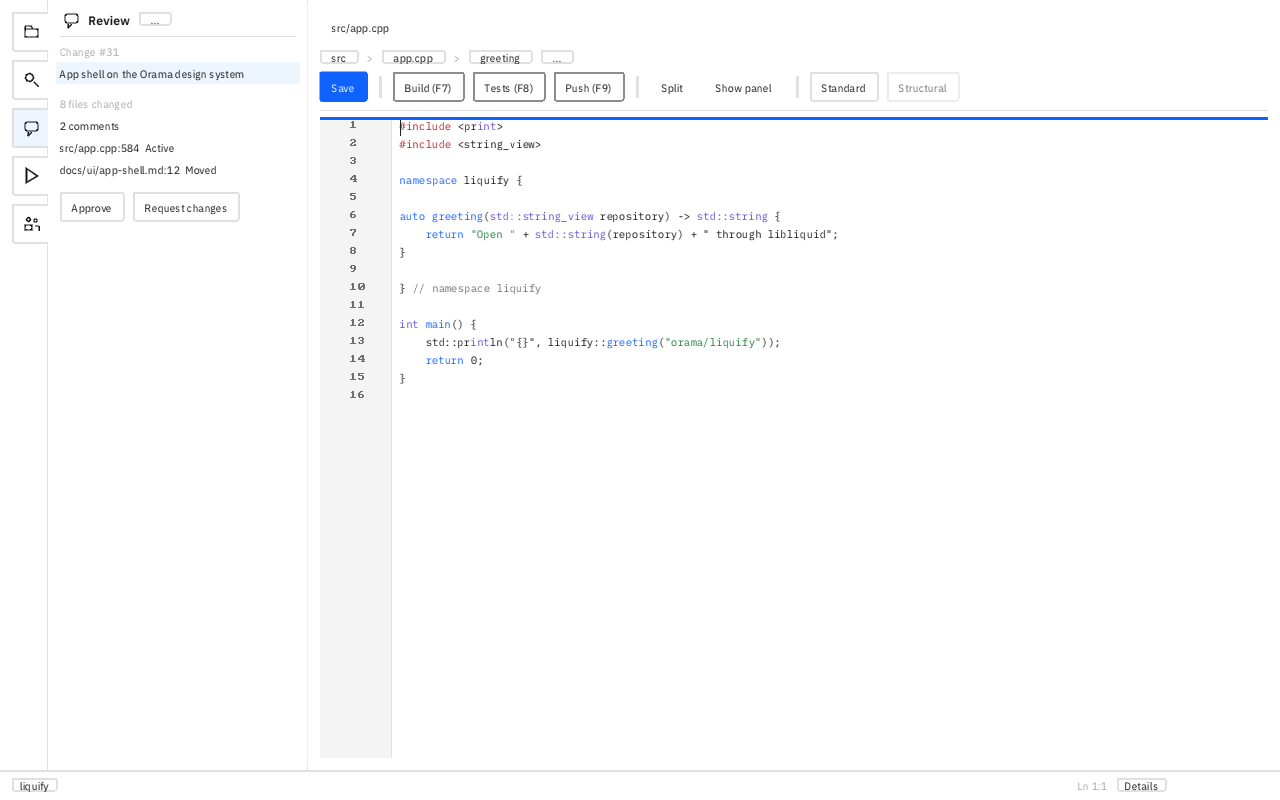 Review ...
Change #31
App shell on the Orama design system
8 files changed
2 comments
src/app.cpp:584 Active
docs/ui/app-shell.md:12 Moved
Approve Request changes
src/app.cpp
src > app.cpp > greeting ...
Save Build (F7) Tests (F8) Push (F9) Split Show panel Standard Structural
1 #include <print>
2 #include <string_view>
3
4 namespace liquify {
5
6 auto greeting(std::string_view repository) -> std::string {
7     return "Open " + std::string(repository) + " through libliquid";
8 }
9
10 } // namespace liquify
11
12 int main() {
13     std::println("{}", liquify::greeting("orama/liquify"));
14     return 0;
15 }
16
liquify Ln 1:1 Details